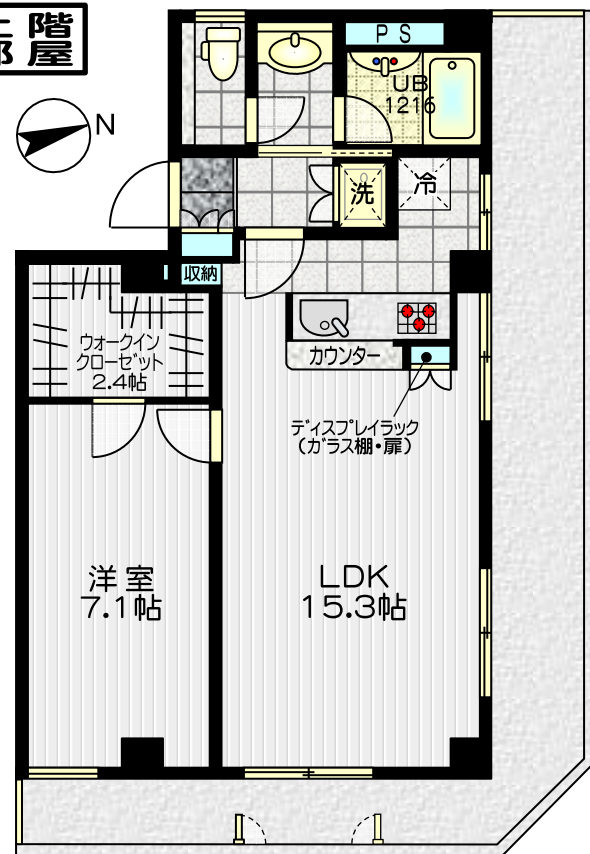 上階
部屋
N
PS
UB
1216
洗
冷
収納
ウォークイン
クローゼット
2.4帖
カウンター
ディスプレイラック
(ガラス棚・扉)
洋室
7.1帖
LDK
15.3帖